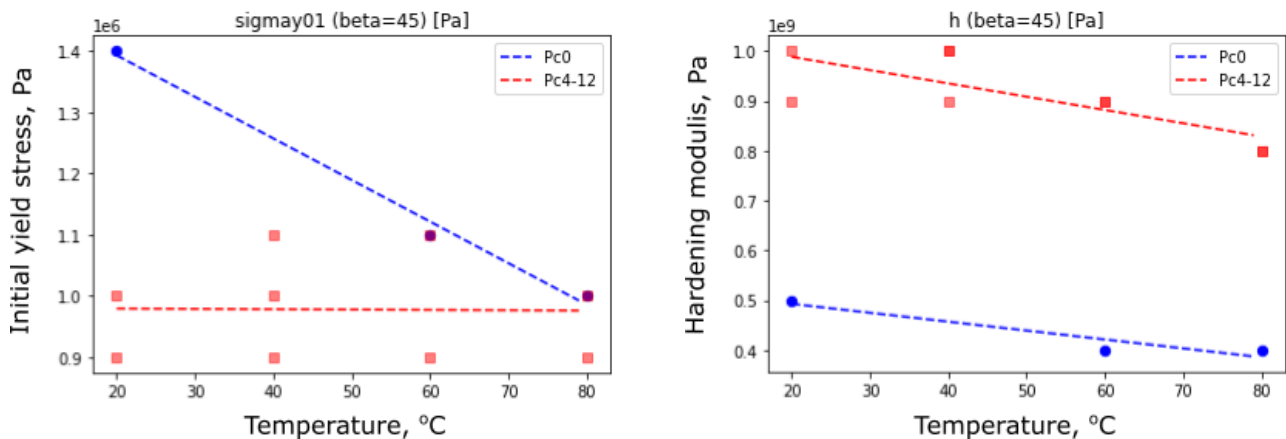 sigmay01 (beta=45) [Pa]
1e6
Initial yield stress, Pa
1.4
1.3
1.2
1.1
1.0
0.9
Pc0
Pc4-12
20 30 40 50 60 70 80
Temperature, °C
h (beta=45) [Pa]
1e9
Hardening modulis, Pa
1.0
0.9
0.8
0.7
0.6
0.5
0.4
Pc0
Pc4-12
20 30 40 50 60 70 80
Temperature, °C